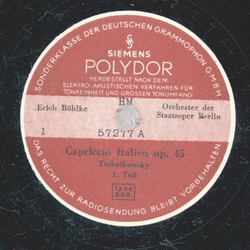 SONDERKLASSE DER DEUTSCHEN GRAMMOPHON G.M.B.H.
SIEMENS
POLYDOR
HERGESTELLT NACH DEM
ELEKTRO-AKUSTISCHEN VERFAHREN FÜR
TONREINHEIT UND GROSSEN TONUMFANG
HM
Erich Böhlke
Orchester der
Staatsoper Berlin
1
57277 A
Capriccio Italien op. 45
Tschaikowsky
1. Teil
DAS RECHT ZUR RADIOSENDUNG BLEIBT VORBEHALTEN